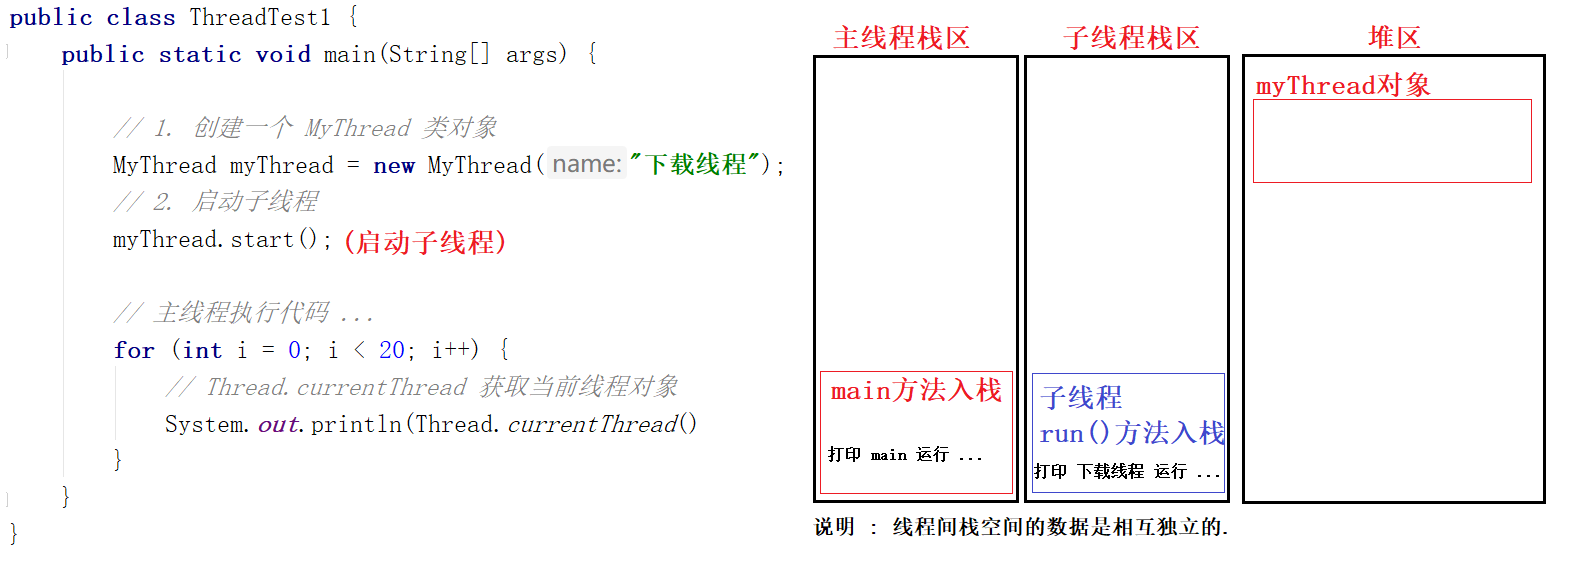 public class ThreadTest1 {
public static void main(String[] args) {
// 1. 创建一个 MyThread 类对象
MyThread myThread = new MyThread( name: "下载线程");
// 2. 启动子线程
myThread.start(); (启动子线程)
// 主线程执行代码 ...
for (int i = 0; i < 20; i++) {
// Thread.currentThread 获取当前线程对象
System.out.println(Thread.currentThread()
}
}
}
主线程栈区
main方法入栈
打印 main 运行 ...
子线程栈区
子线程
run()方法入栈
打印 下载线程 运行 ...
堆区
myThread对象
说明 : 线程间栈空间的数据是相互独立的.